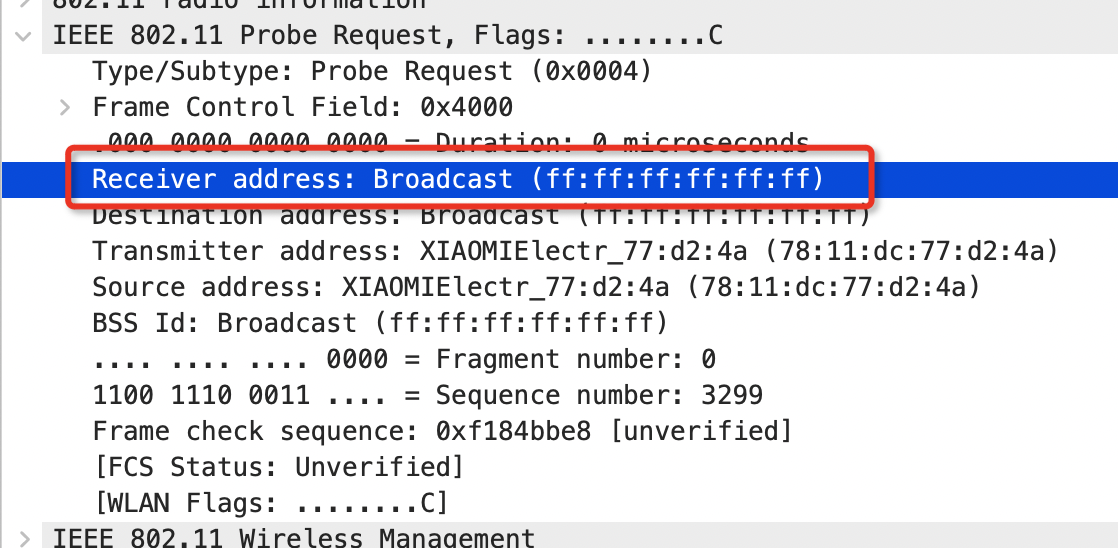 802.11 radio information
IEEE 802.11 Probe Request, Flags: ........C
Type/Subtype: Probe Request (0x0004)
Frame Control Field: 0x4000
.000 0000 0000 0000 = Duration: 0 microseconds
Receiver address: Broadcast (ff:ff:ff:ff:ff:ff)
Destination address: Broadcast (ff:ff:ff:ff:ff:ff)
Transmitter address: XIAOMIElectr_77:d2:4a (78:11:dc:77:d2:4a)
Source address: XIAOMIElectr_77:d2:4a (78:11:dc:77:d2:4a)
BSS Id: Broadcast (ff:ff:ff:ff:ff:ff)
.... .... .... 0000 = Fragment number: 0
1100 1110 0011 .... = Sequence number: 3299
Frame check sequence: 0xf184bbe8 [unverified]
[FCS Status: Unverified]
[WLAN Flags: ........C]
IEEE 802.11 Wireless Management